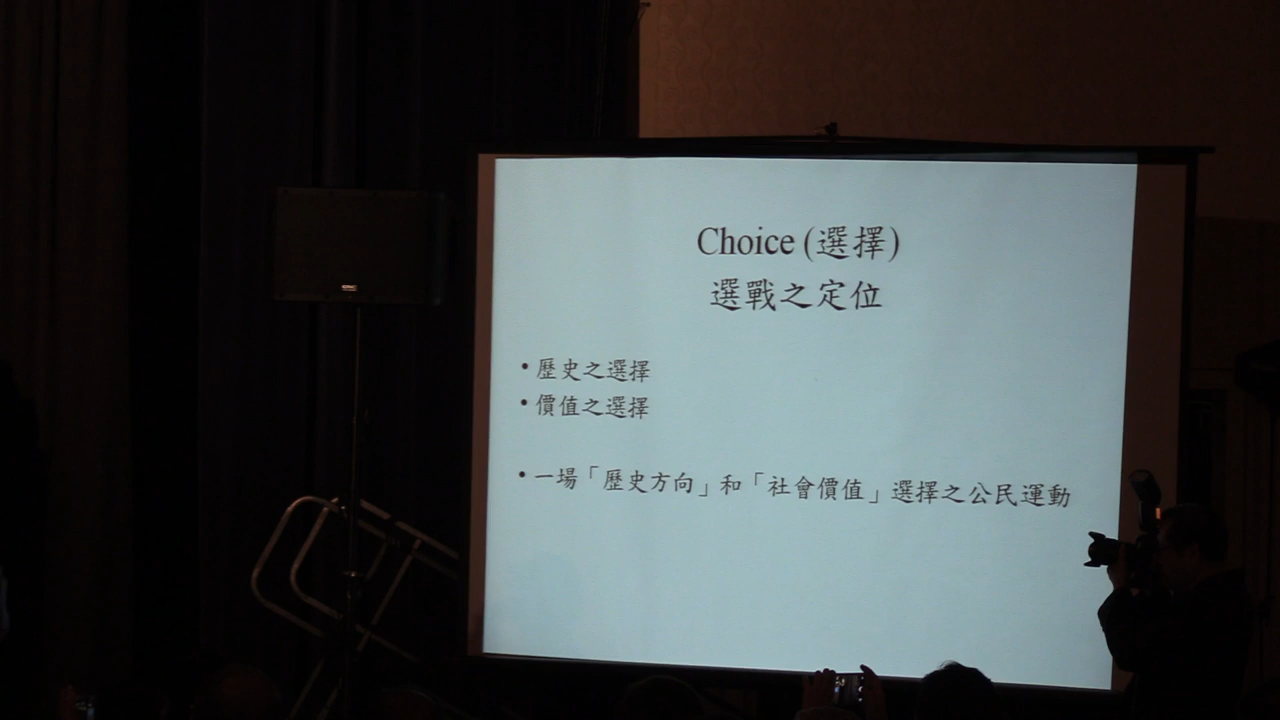 Choice (選擇)
選戰之定位
• 歷史之選擇
• 價值之選擇
• 一場「歷史方向」和「社會價值」選擇之公民運動